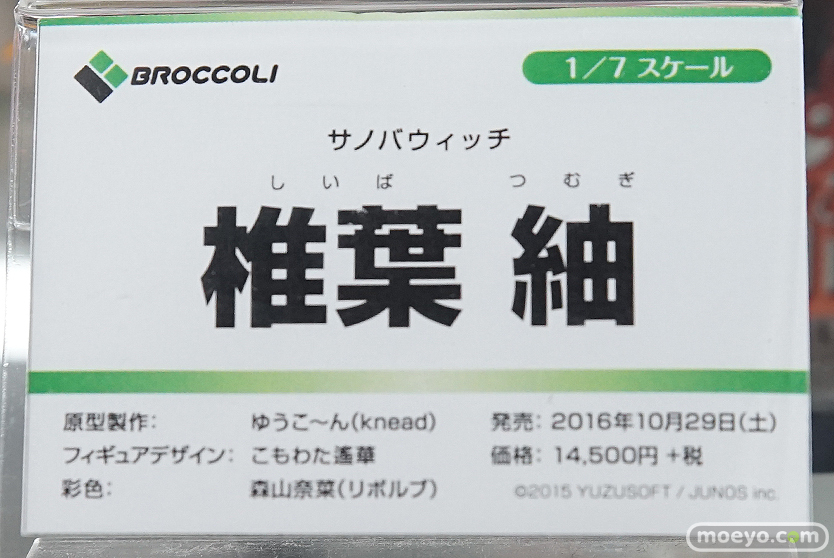 BROCCOLI
1/7 スケール
サノバウィッチ
しいば つむぎ
椎葉 紬
原型製作: ゆうこ〜ん(knead)
フィギュアデザイン: こもわた遙華
彩色: 森山奈菜(リボルブ)
発売: 2016年10月29日(土)
価格: 14,500円 +税
©2015 YUZUSOFT / JUNOS inc.
moeyo.com